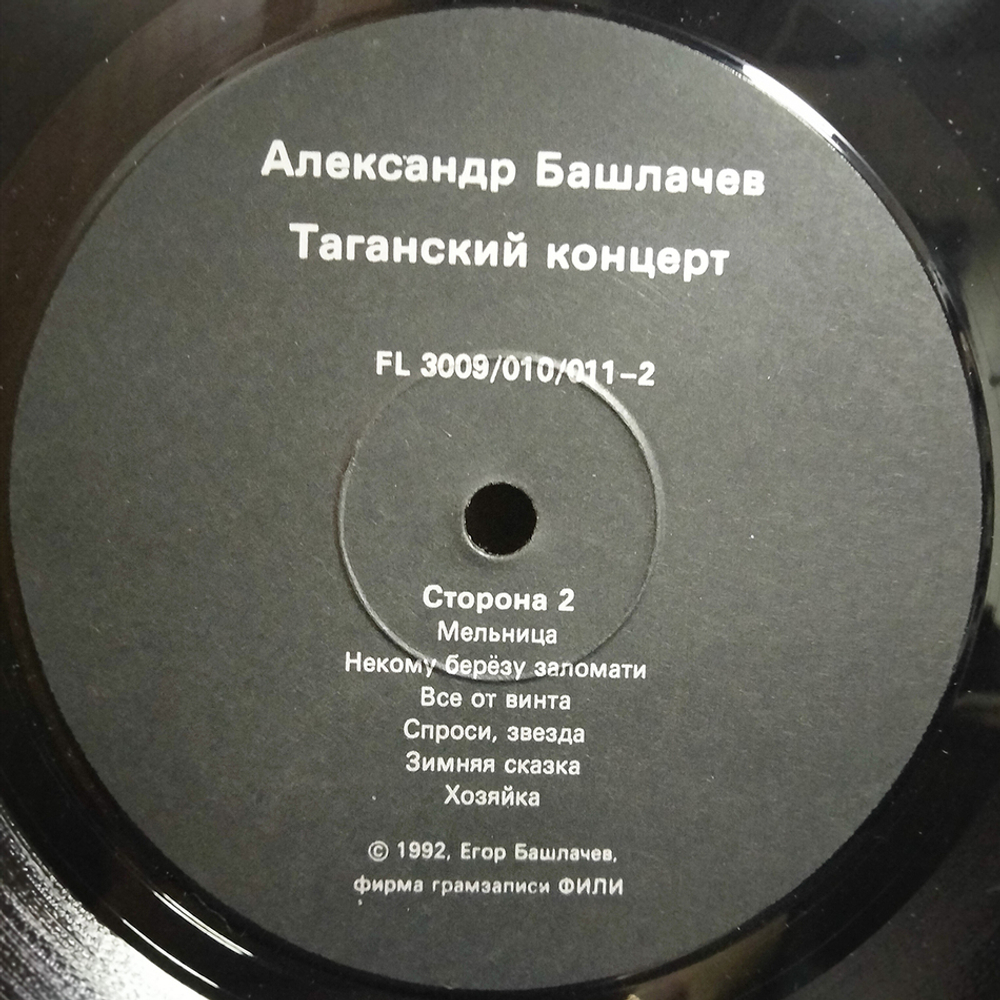 Александр Башлачев
Таганский концерт
FL 3009/010/011-2
Сторона 2
Мельница
Некому берёзу заломати
Все от винта
Спроси, звезда
Зимняя сказка
Хозяйка
© 1992, Егор Башлачев,
фирма грамзаписи ФИЛИ